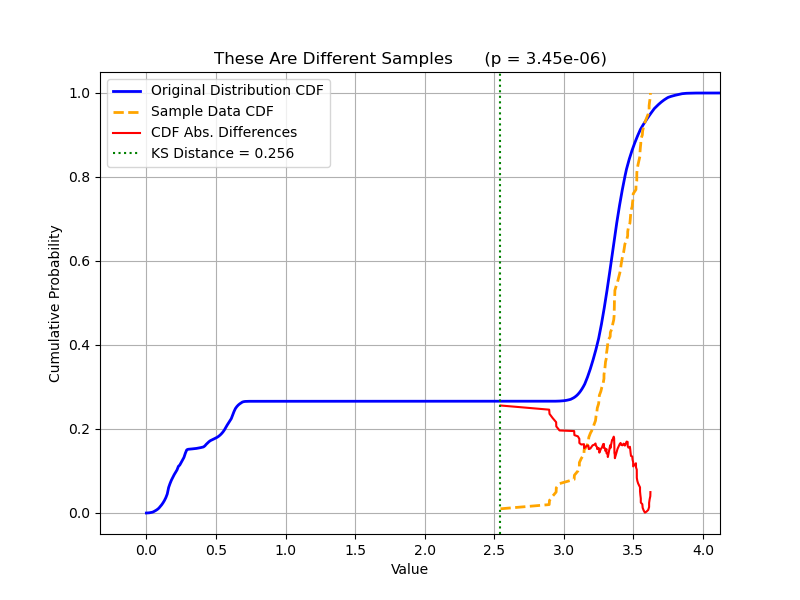 These Are Different Samples (p = 3.45e-06)
Original Distribution CDF
Sample Data CDF
CDF Abs. Differences
KS Distance = 0.256
Cumulative Probability
1.0
0.8
0.6
0.4
0.2
0.0
0.0 0.5 1.0 1.5 2.0 2.5 3.0 3.5 4.0
Value